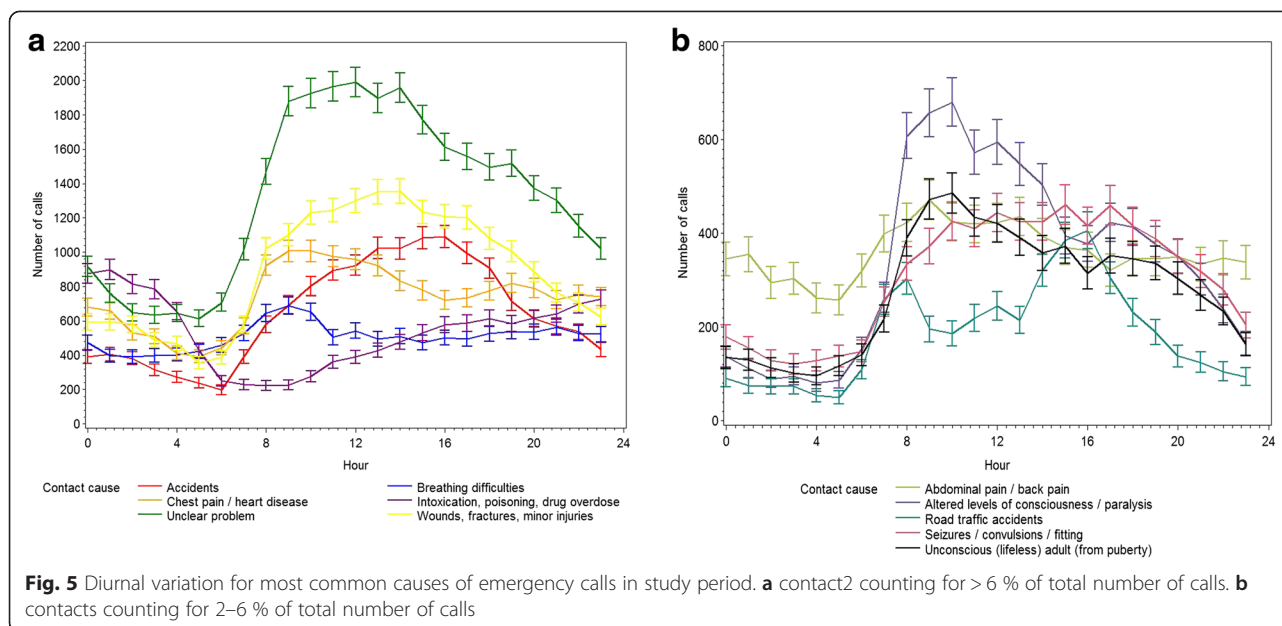 a
2200
2000
1800
1600
1400
1200
1000
800
600
400
200
0
Number of calls
0 4 8 12 16 20 24
Hour
Contact cause
Accidents
Chest pain / heart disease
Unclear problem
Breathing difficulties
Intoxication, poisoning, drug overdose
Wounds, fractures, minor injuries
b
800
600
400
200
0
Number of calls
0 4 8 12 16 20 24
Hour
Contact cause
Abdominal pain / back pain
Altered levels of consciousness / paralysis
Road traffic accidents
Seizures / convulsions / fitting
Unconscious (lifeless) adult (from puberty)
Fig. 5 Diurnal variation for most common causes of emergency calls in study period. a contact2 counting for > 6 % of total number of calls. b
contacts counting for 2–6 % of total number of calls